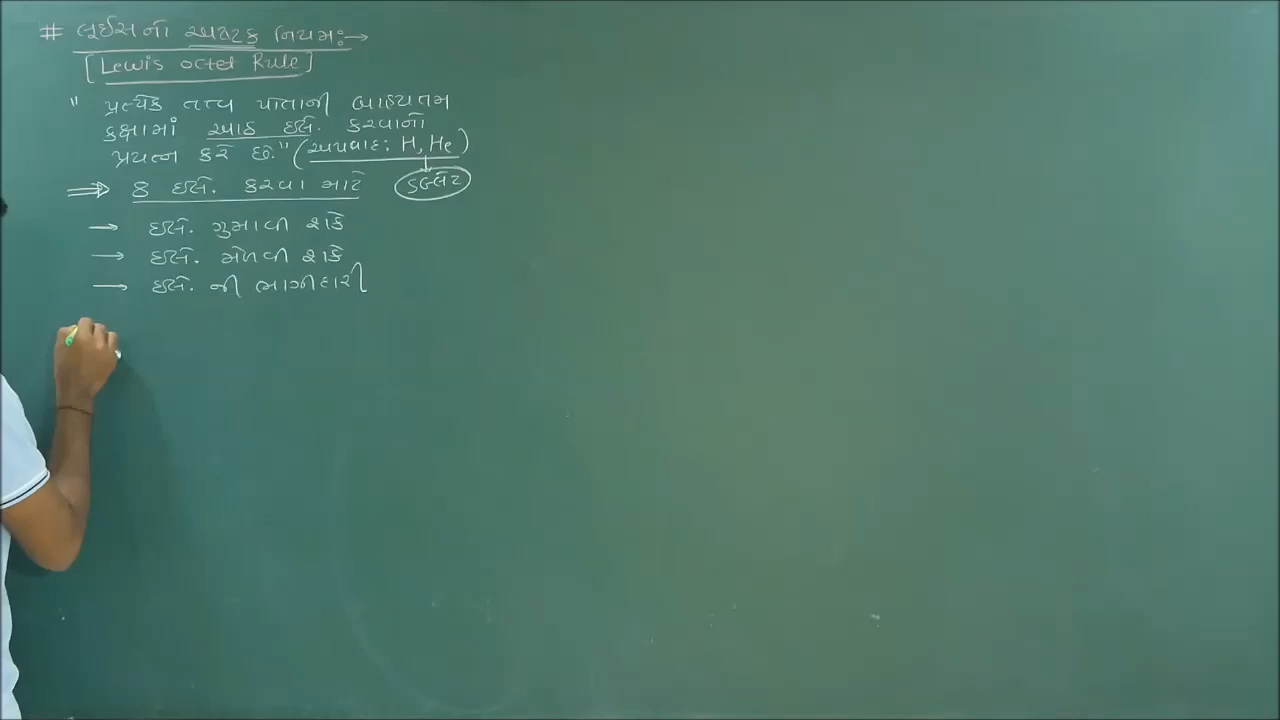 # લૂઈસનો અષ્ટક નિયમ:→
[Lewis octet Rule]
" પ્રત્યેક તત્વ પોતાની બાહ્યતમ
કક્ષામાં આઠ ઈલે. કરવાનો
પ્રયત્ન કરે છે." (અપવાદ: H, He)
⇒ 8 ઈલે. કરવા માટે ડુપ્લેટ
→ ઈલે. ગુમાવી શકે
→ ઈલે. મેળવી શકે
→ ઈલે. ની ભાગીદારી